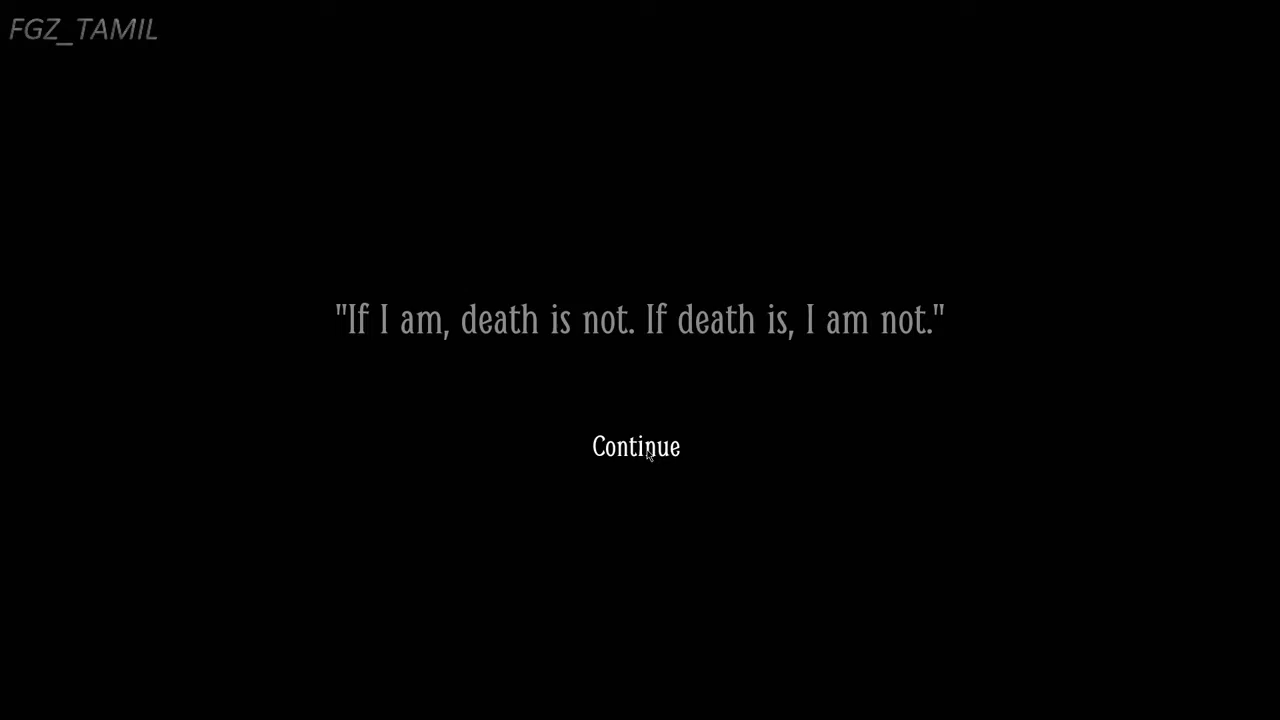 FGZ_TAMIL
"If I am, death is not. If death is, I am not."
Continue